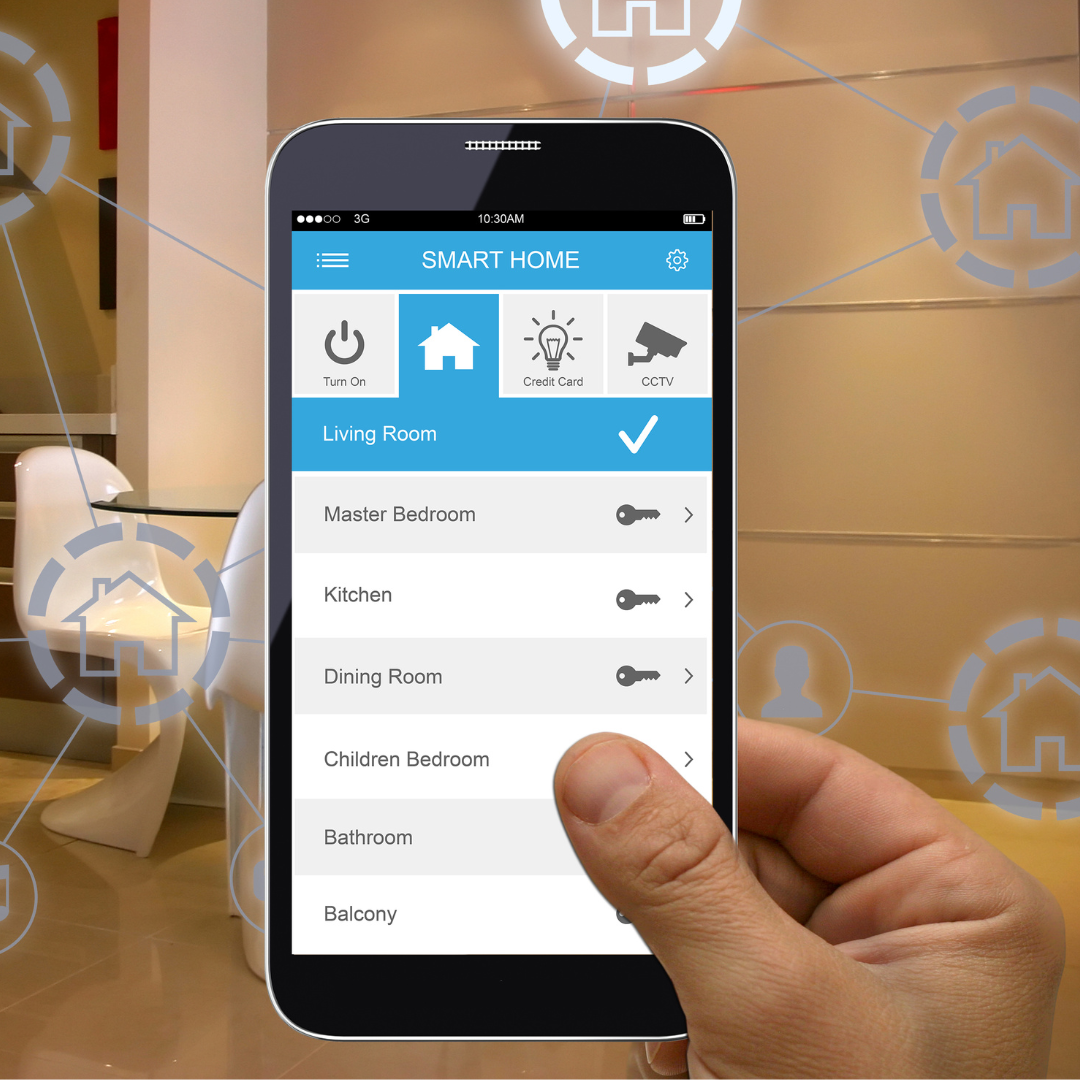 3G 10:30AM
SMART HOME
Turn On
Credit Card
CCTV
Living Room
Master Bedroom
Kitchen
Dining Room
Children Bedroom
Bathroom
Balcony